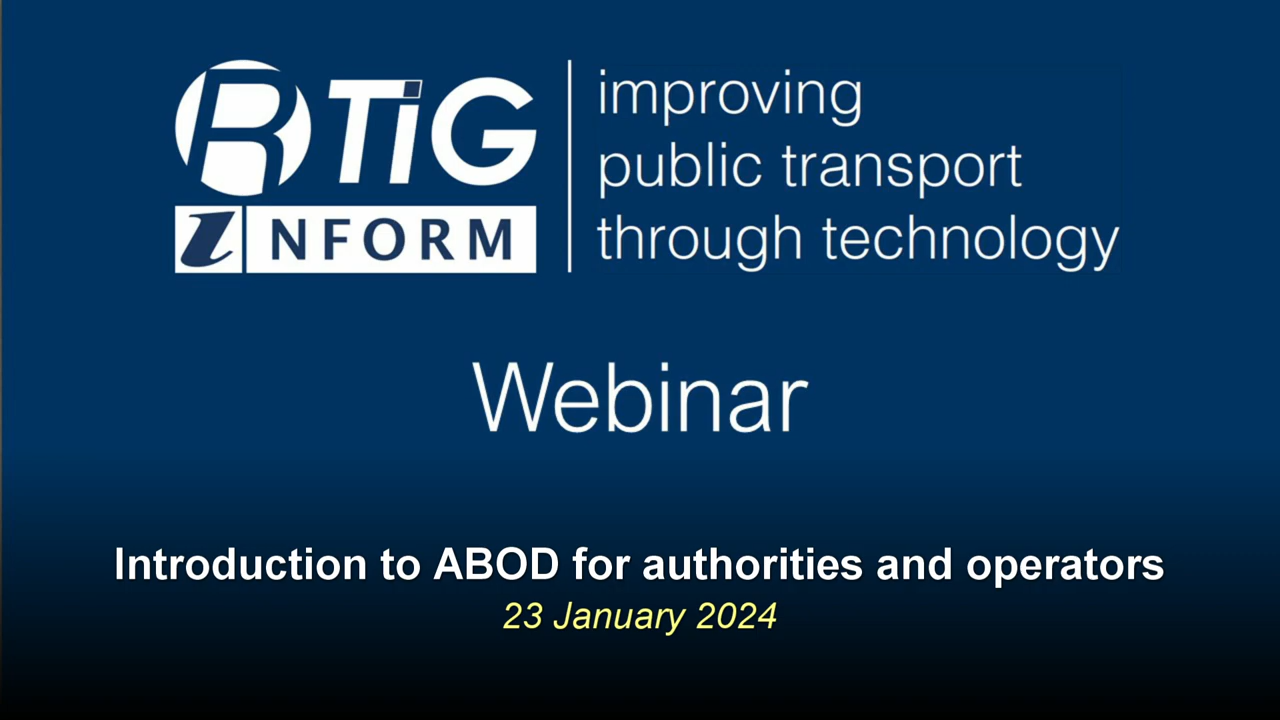 RTiG
iNFORM
improving
public transport
through technology
Webinar
Introduction to ABOD for authorities and operators
23 January 2024